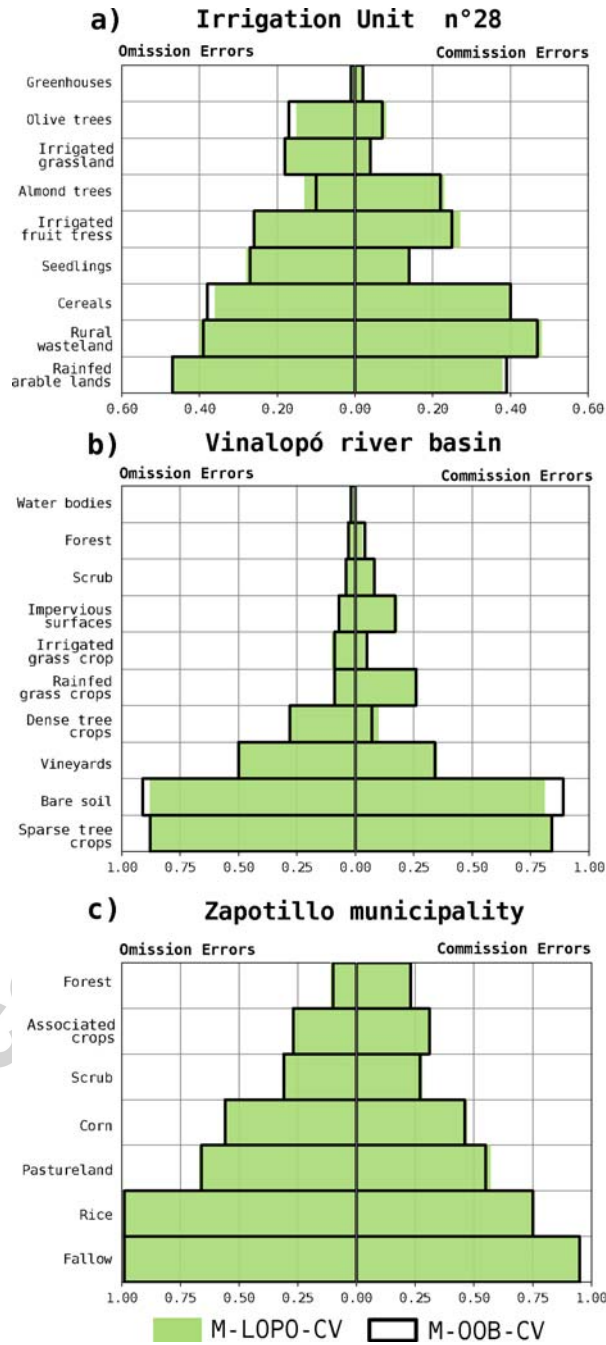 a) Irrigation Unit n°28
Omission Errors Commission Errors
Greenhouses
Olive trees
Irrigated
grassland
Almond trees
Irrigated
fruit tress
Seedlings
Cereals
Rural
wasteland
Rainfed
arable lands
0.60 0.40 0.20 0.00 0.20 0.40 0.60
b) Vinalopó river basin
Omission Errors Commission Errors
Water bodies
Forest
Scrub
Impervious
surfaces
Irrigated
grass crop
Rainfed
grass crops
Dense tree
crops
Vineyards
Bare soil
Sparse tree
crops
1.00 0.75 0.50 0.25 0.00 0.25 0.50 0.75 1.00
c) Zapotillo municipality
Omission Errors Commission Errors
Forest
Associated
crops
Scrub
Corn
Pastureland
Rice
Fallow
1.00 0.75 0.50 0.25 0.00 0.25 0.50 0.75 1.00
M-LOPO-CV M-OOB-CV